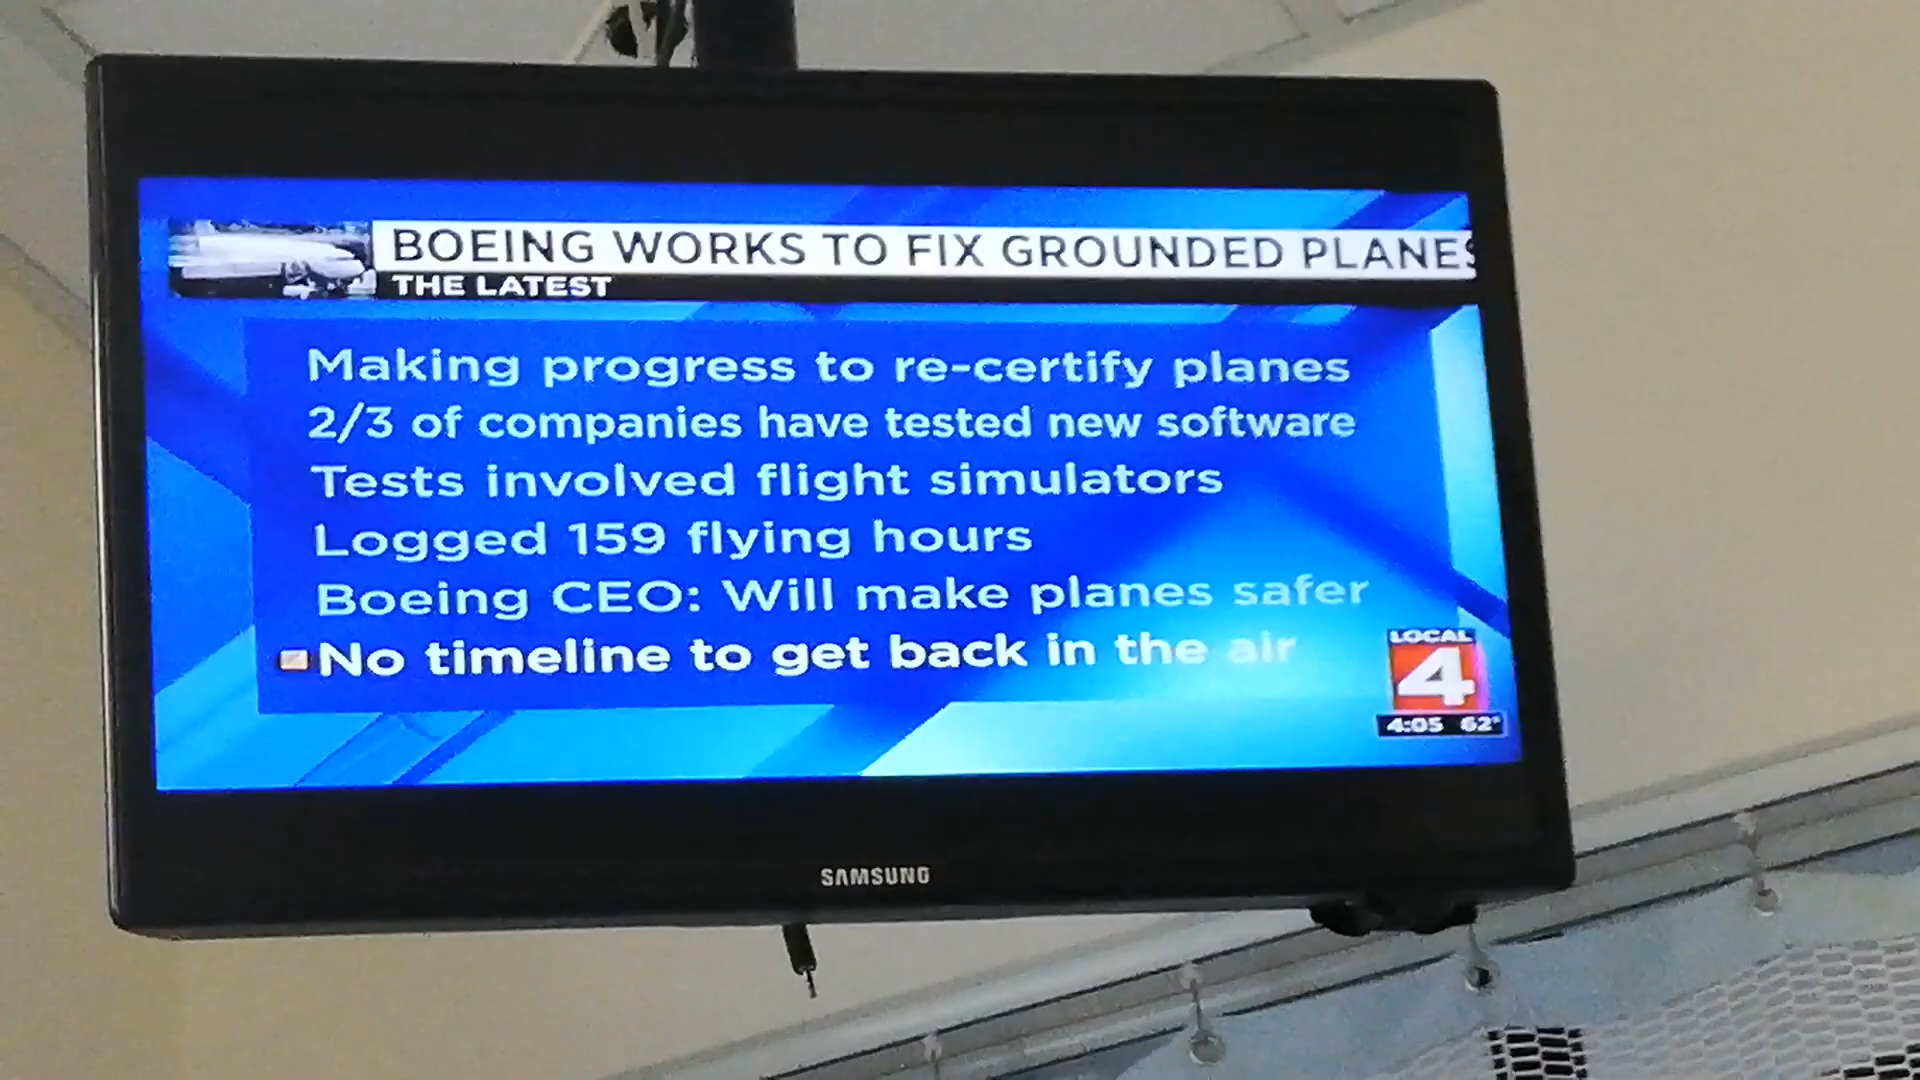 BOEING WORKS TO FIX GROUNDED PLANES
THE LATEST
Making progress to re-certify planes
2/3 of companies have tested new software
Tests involved flight simulators
Logged 159 flying hours
Boeing CEO: Will make planes safer
No timeline to get back in the air
LOCAL
4
4:05 62°
SAMSUNG